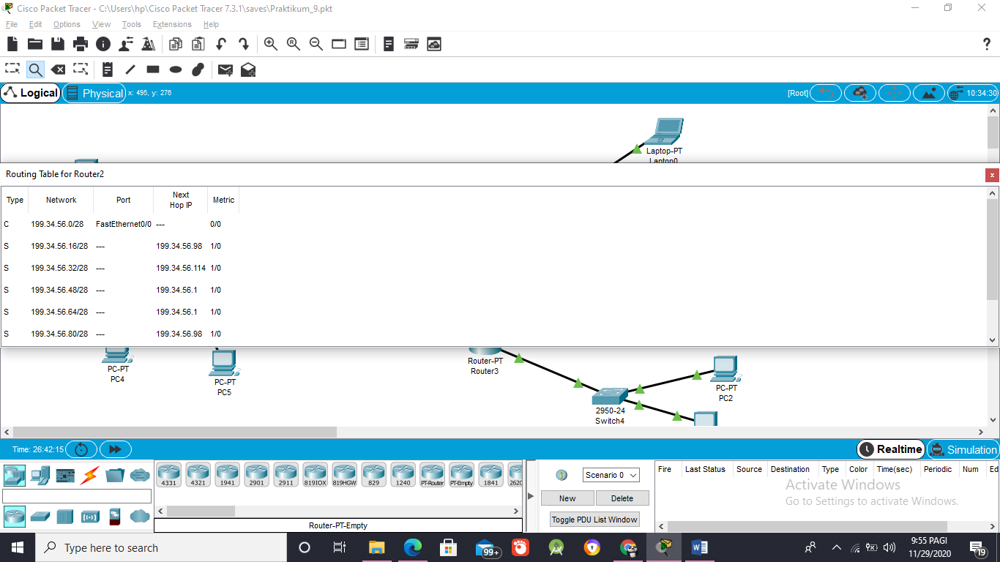 Cisco Packet Tracer - C:\Users\hp\Cisco Packet Tracer 7.3.1\saves\Praktikum_9.pkt
File Edit Options View Tools Extensions Help
Logical Physical x: 495, y: 276 [Root] 10:34:30
Laptop-PT
Laptop0
Routing Table for Router2
Type Network Port Next Hop IP Metric
C 199.34.56.0/28 FastEthernet0/0 --- 0/0
S 199.34.56.16/28 --- 199.34.56.98 1/0
S 199.34.56.32/28 --- 199.34.56.114 1/0
S 199.34.56.48/28 --- 199.34.56.1 1/0
S 199.34.56.64/28 --- 199.34.56.1 1/0
S 199.34.56.80/28 --- 199.34.56.98 1/0
PC-PT
PC4
PC-PT
PC5
Router-PT
Router3
PC-PT
PC2
2950-24
Switch4
Time: 26:42:15 Realtime Simulation
4331 4321 1941 2901 2911 819IOX 819HGW 829 1240 PT-Router PT-Empty 1841 2620
Router-PT-Empty
Scenario 0
New Delete
Toggle PDU List Window
Fire Last Status Source Destination Type Color Time(sec) Periodic Num Ed
Activate Windows
Go to Settings to activate Windows.
Type here to search
99+
9:55 PAGI
11/29/2020
19